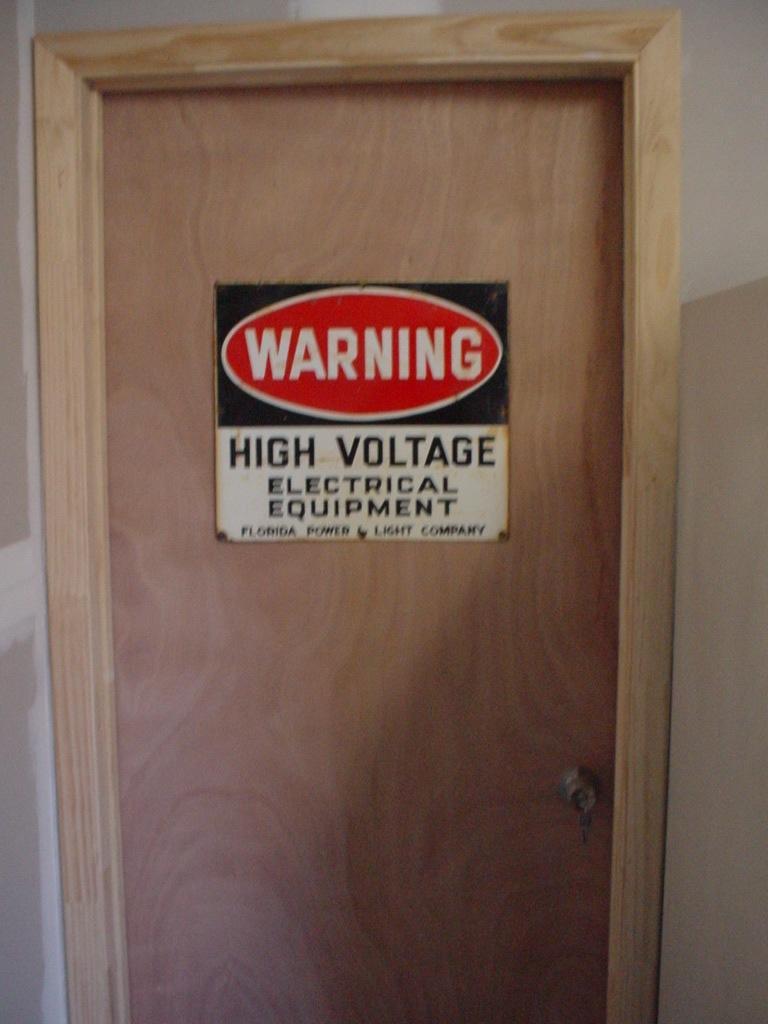 WARNING
HIGH VOLTAGE
ELECTRICAL
EQUIPMENT
FLORIDA POWER & LIGHT COMPANY